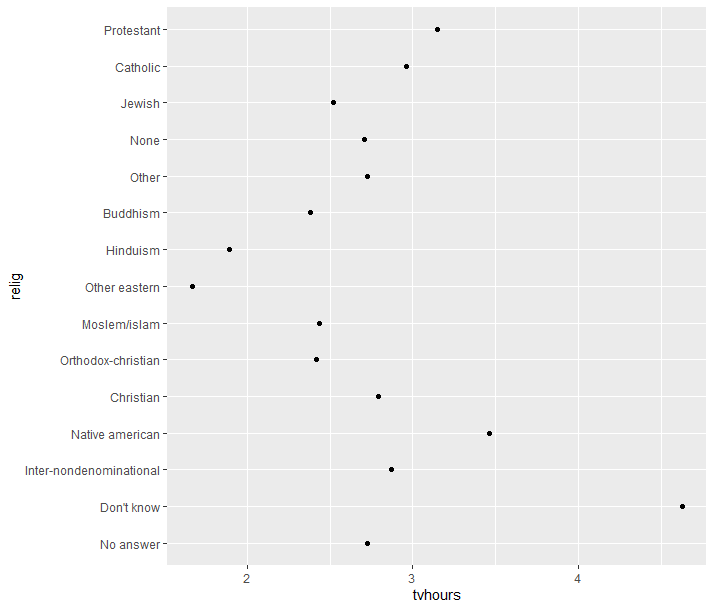 Protestant
Catholic
Jewish
None
Other
Buddhism
Hinduism
relig
Other eastern
Moslem/islam
Orthodox-christian
Christian
Native american
Inter-nondenominational
Don't know
No answer
2 3 4
tvhours